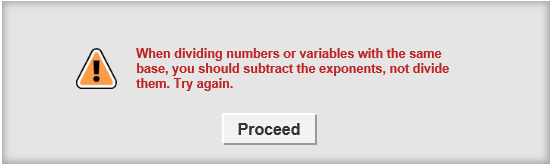 When dividing numbers or variables with the same
base, you should subtract the exponents, not divide
them. Try again.
Proceed